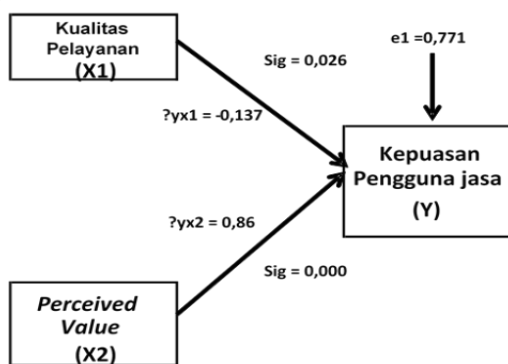 Kualitas
Pelayanan
(X1)
Sig = 0,026
e1 =0,771
?yx1 = -0,137
Kepuasan
Pengguna jasa
(Y)
?yx2 = 0,86
Sig = 0,000
Perceived
Value
(X2)